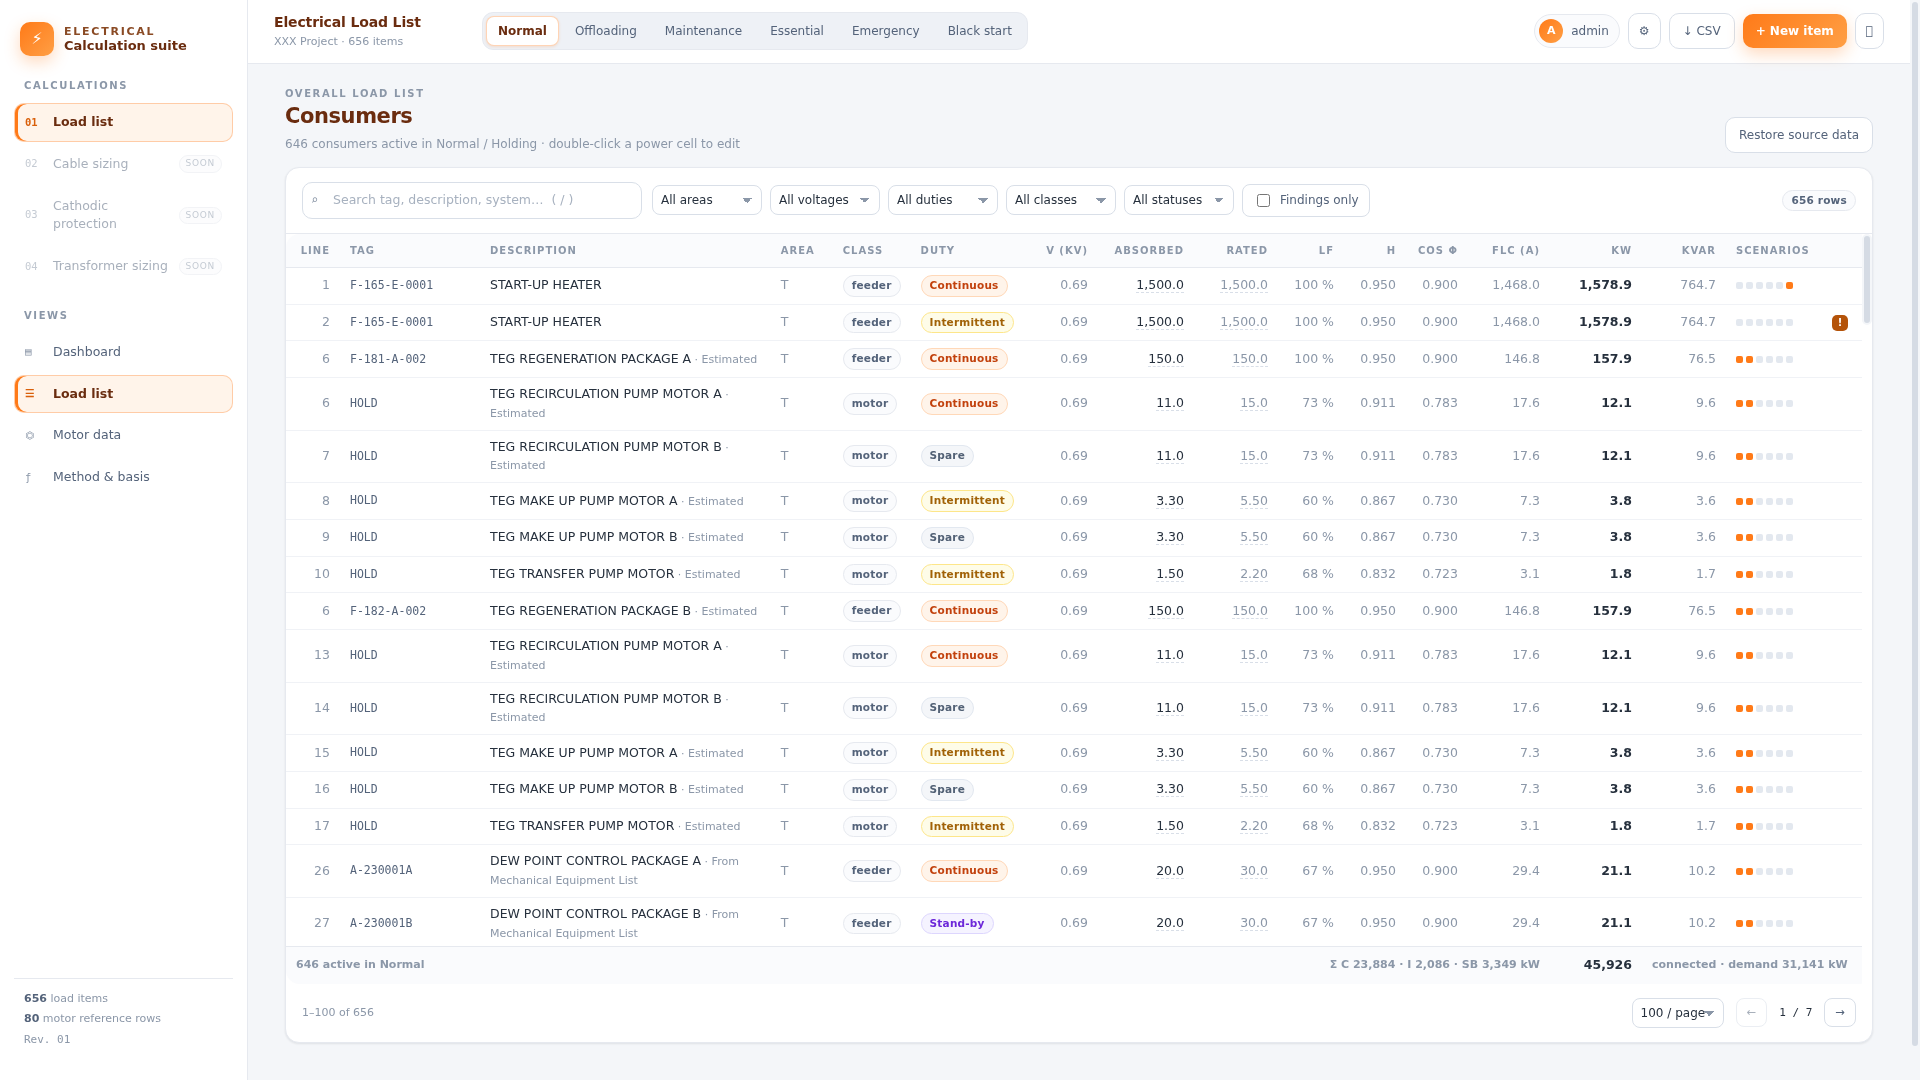 ELECTRICAL
Calculation suite
CALCULATIONS
01 Load list
02 Cable sizing SOON
03 Cathodic protection SOON
04 Transformer sizing SOON
VIEWS
Dashboard
Load list
Motor data
Method & basis
656 load items
80 motor reference rows
Rev. 01
Electrical Load List
XXX Project · 656 items
Normal Offloading Maintenance Essential Emergency Black start
A admin ⚙ ↓ CSV + New item
OVERALL LOAD LIST
Consumers
646 consumers active in Normal / Holding · double-click a power cell to edit
Restore source data
Search tag, description, system… ( / )
All areas All voltages All duties All classes All statuses Findings only 656 rows
LINE TAG DESCRIPTION AREA CLASS DUTY V (KV) ABSORBED RATED LF Η COS Φ FLC (A) KW KVAR SCENARIOS
1 F-165-E-0001 START-UP HEATER T feeder Continuous 0.69 1,500.0 1,500.0 100 % 0.950 0.900 1,468.0 1,578.9 764.7
2 F-165-E-0001 START-UP HEATER T feeder Intermittent 0.69 1,500.0 1,500.0 100 % 0.950 0.900 1,468.0 1,578.9 764.7 !
6 F-181-A-002 TEG REGENERATION PACKAGE A · Estimated T feeder Continuous 0.69 150.0 150.0 100 % 0.950 0.900 146.8 157.9 76.5
6 HOLD TEG RECIRCULATION PUMP MOTOR A · Estimated T motor Continuous 0.69 11.0 15.0 73 % 0.911 0.783 17.6 12.1 9.6
7 HOLD TEG RECIRCULATION PUMP MOTOR B · Estimated T motor Spare 0.69 11.0 15.0 73 % 0.911 0.783 17.6 12.1 9.6
8 HOLD TEG MAKE UP PUMP MOTOR A · Estimated T motor Intermittent 0.69 3.30 5.50 60 % 0.867 0.730 7.3 3.8 3.6
9 HOLD TEG MAKE UP PUMP MOTOR B · Estimated T motor Spare 0.69 3.30 5.50 60 % 0.867 0.730 7.3 3.8 3.6
10 HOLD TEG TRANSFER PUMP MOTOR · Estimated T motor Intermittent 0.69 1.50 2.20 68 % 0.832 0.723 3.1 1.8 1.7
6 F-182-A-002 TEG REGENERATION PACKAGE B · Estimated T feeder Continuous 0.69 150.0 150.0 100 % 0.950 0.900 146.8 157.9 76.5
13 HOLD TEG RECIRCULATION PUMP MOTOR A · Estimated T motor Continuous 0.69 11.0 15.0 73 % 0.911 0.783 17.6 12.1 9.6
14 HOLD TEG RECIRCULATION PUMP MOTOR B · Estimated T motor Spare 0.69 11.0 15.0 73 % 0.911 0.783 17.6 12.1 9.6
15 HOLD TEG MAKE UP PUMP MOTOR A · Estimated T motor Intermittent 0.69 3.30 5.50 60 % 0.867 0.730 7.3 3.8 3.6
16 HOLD TEG MAKE UP PUMP MOTOR B · Estimated T motor Spare 0.69 3.30 5.50 60 % 0.867 0.730 7.3 3.8 3.6
17 HOLD TEG TRANSFER PUMP MOTOR · Estimated T motor Intermittent 0.69 1.50 2.20 68 % 0.832 0.723 3.1 1.8 1.7
26 A-230001A DEW POINT CONTROL PACKAGE A · From Mechanical Equipment List T feeder Continuous 0.69 20.0 30.0 67 % 0.950 0.900 29.4 21.1 10.2
27 A-230001B DEW POINT CONTROL PACKAGE B · From Mechanical Equipment List T feeder Stand-by 0.69 20.0 30.0 67 % 0.950 0.900 29.4 21.1 10.2
646 active in Normal Σ C 23,884 · I 2,086 · SB 3,349 kW 45,926 connected · demand 31,141 kW
1–100 of 656 100 / page ← 1 / 7 →